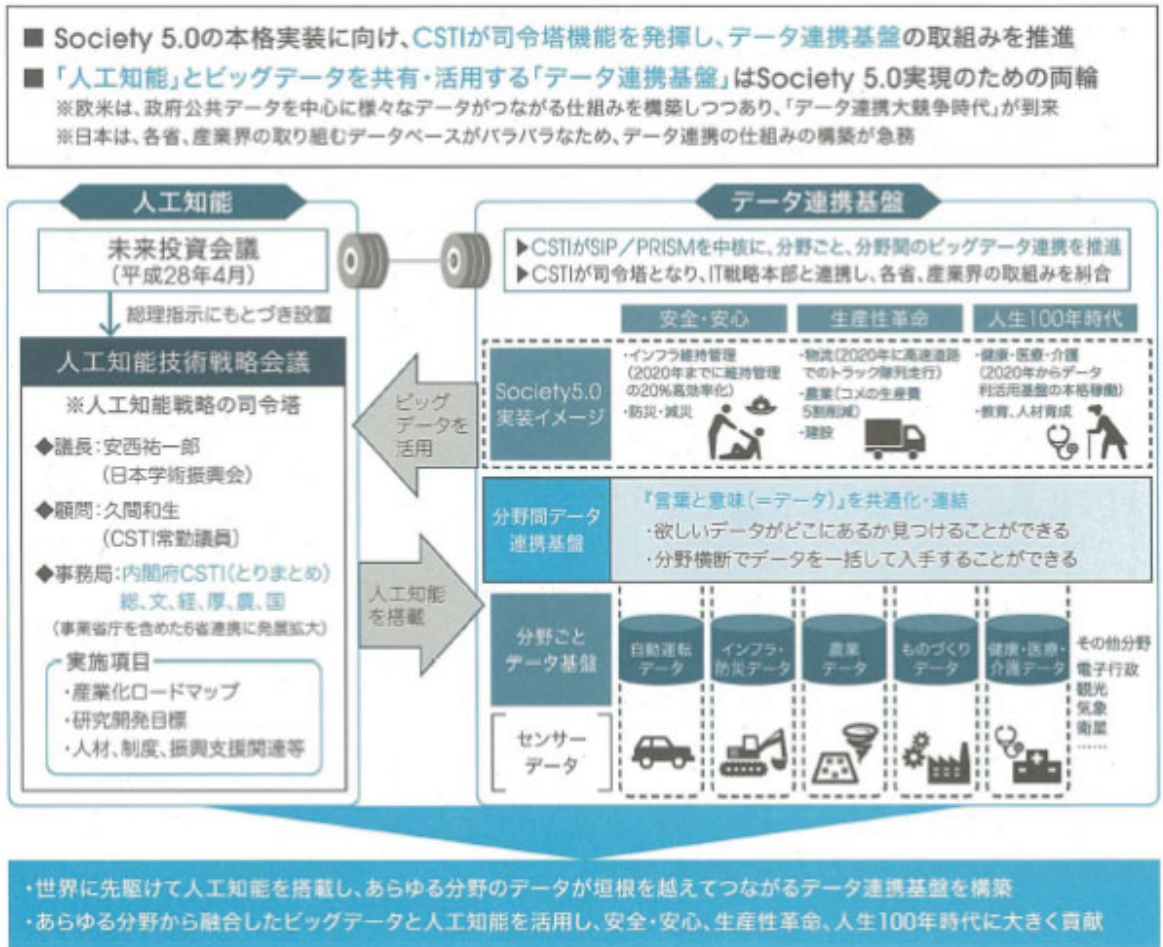 ■ Society 5.0の本格実装に向け、CSTIが司令塔機能を発揮し、データ連携基盤の取組みを推進
■ 「人工知能」とビッグデータを共有・活用する「データ連携基盤」はSociety 5.0実現のための両輪
※欧米は、政府公共データを中心に様々なデータがつながる仕組みを構築しつつあり、「データ連携大競争時代」が到来
※日本は、各省、産業界の取り組むデータベースがバラバラなため、データ連携の仕組みの構築が急務
人工知能
未来投資会議
(平成28年4月)
総理指示にもとづき設置
人工知能技術戦略会議
※人工知能戦略の司令塔
◆議長:安西祐一郎
(日本学術振興会)
◆顧問:久間和生
(CSTI常勤議員)
◆事務局:内閣府CSTI(とりまとめ)
総、文、経、厚、農、国
(事業省庁を含めた6省連携に発展拡大)
実施項目
・産業化ロードマップ
・研究開発目標
・人材、制度、振興支援関連等
ビッグ
データを
活用
人工知能
を搭載
データ連携基盤
▶CSTIがSIP/PRISMを中核に、分野ごと、分野間のビッグデータ連携を推進
▶CSTIが司令塔となり、IT戦略本部と連携し、各省、産業界の取組みを糾合
安全・安心
生産性革命
人生100年時代
Society5.0
実装イメージ
・インフラ維持管理
(2020年までに維持管理
の20%高効率化)
・防災・減災
・物流(2020年に高速道路
でのトラック隊列走行)
・農業(コメの生産費
5割削減)
・建設
・健康・医療・介護
(2020年からデータ
利活用基盤の本格稼働)
・教育、人材育成
分野間データ
連携基盤
『言葉と意味(=データ)』を共通化・連結
・欲しいデータがどこにあるか見つけることができる
・分野横断でデータを一括して入手することができる
分野ごと
データ基盤
自動運転
データ
インフラ・
防災データ
農業
データ
ものづくり
データ
健康・医療・
介護データ
その他分野
電子行政
観光
気象
衛星
……
センサー
データ
・世界に先駆けて人工知能を搭載し、あらゆる分野のデータが垣根を越えてつながるデータ連携基盤を構築
・あらゆる分野から融合したビッグデータと人工知能を活用し、安全・安心、生産性革命、人生100年時代に大きく貢献